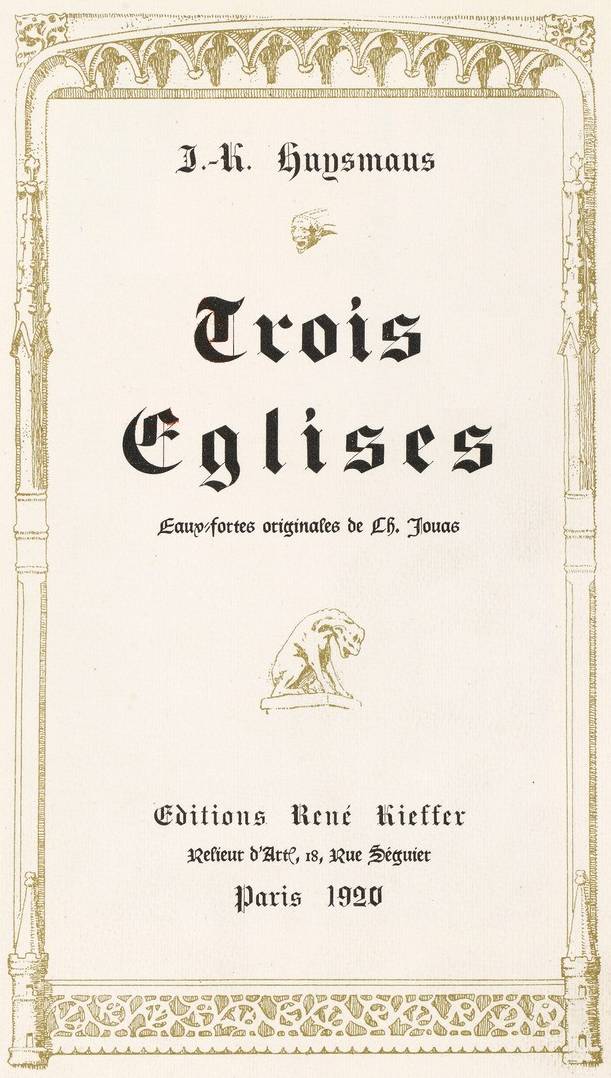 J.-K. Huysmans
Trois
Eglises
Eaux-fortes originales de Ch. Jouas
Editions René Kieffer
Relieur d'Art, 18, Rue Séguier
Paris 1920